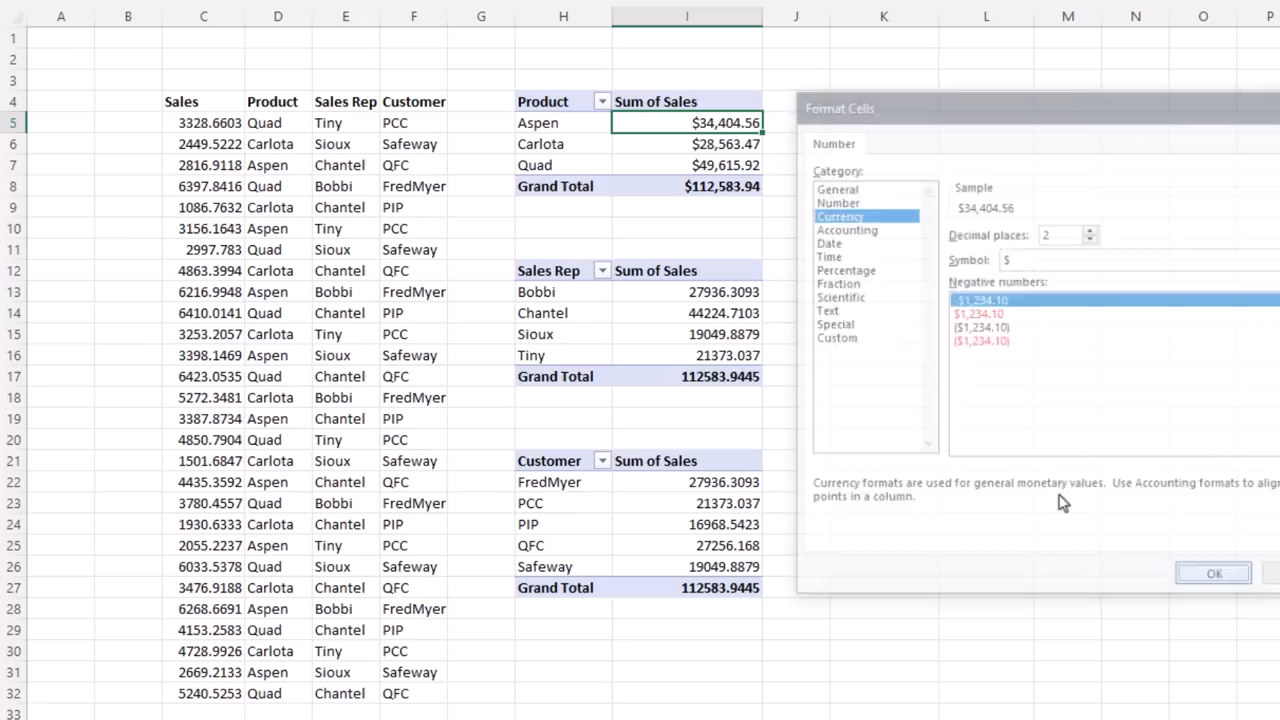 A B C D E F G H I J K L M N O P
1
2
3
4 Sales Product Sales Rep Customer Product Sum of Sales
5 3328.6603 Quad Tiny PCC Aspen $34,404.56
6 2449.5222 Carlota Sioux Safeway Carlota $28,563.47
7 2816.9118 Aspen Chantel QFC Quad $49,615.92
8 6397.8416 Quad Bobbi FredMyer Grand Total $112,583.94
9 1086.7632 Carlota Chantel PIP
10 3156.1643 Aspen Tiny PCC
11 2997.783 Quad Sioux Safeway
12 4863.3994 Carlota Chantel QFC Sales Rep Sum of Sales
13 6216.9948 Aspen Bobbi FredMyer Bobbi 27936.3093
14 6410.0141 Quad Chantel PIP Chantel 44224.7103
15 3253.2057 Carlota Tiny PCC Sioux 19049.8879
16 3398.1469 Aspen Sioux Safeway Tiny 21373.037
17 6423.0535 Quad Chantel QFC Grand Total 112583.9445
18 5272.3481 Carlota Bobbi FredMyer
19 3387.8734 Aspen Chantel PIP
20 4850.7904 Quad Tiny PCC
21 1501.6847 Carlota Sioux Safeway Customer Sum of Sales
22 4435.3592 Aspen Chantel QFC FredMyer 27936.3093
23 3780.4557 Quad Bobbi FredMyer PCC 21373.037
24 1930.6333 Carlota Chantel PIP PIP 16968.5423
25 2055.2237 Aspen Tiny PCC QFC 27256.168
26 6033.5378 Quad Sioux Safeway Safeway 19049.8879
27 3476.9188 Carlota Chantel QFC Grand Total 112583.9445
28 6268.6691 Aspen Bobbi FredMyer
29 4153.2583 Quad Chantel PIP
30 4728.9926 Carlota Tiny PCC
31 2669.2133 Aspen Sioux Safeway
32 5240.5253 Quad Chantel QFC
33
Format Cells
Number
Category:
General
Number
Currency
Accounting
Date
Time
Percentage
Fraction
Scientific
Text
Special
Custom
Sample
$34,404.56
Decimal places: 2
Symbol: $
Negative numbers:
-$1,234.10
$1,234.10
($1,234.10)
($1,234.10)
Currency formats are used for general monetary values. Use Accounting formats to align
points in a column.
OK